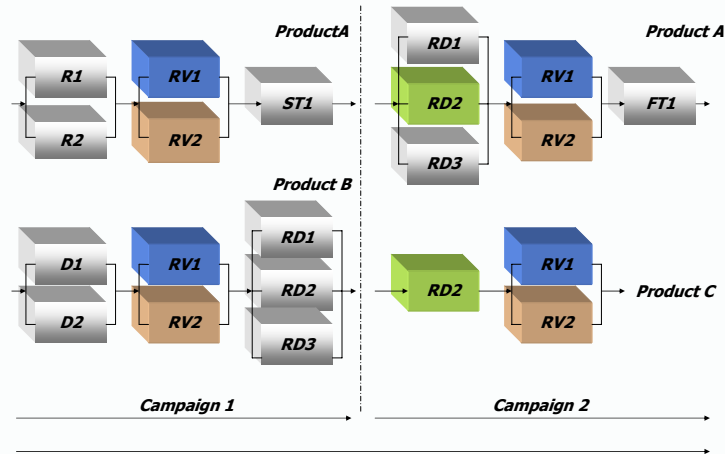 ProductA
R1
R2
RV1
RV2
ST1
Product A
RD1
RD2
RD3
RV1
RV2
FT1
Product B
D1
D2
RV1
RV2
RD1
RD2
RD3
RD2
RV1
RV2
Product C
Campaign 1
Campaign 2